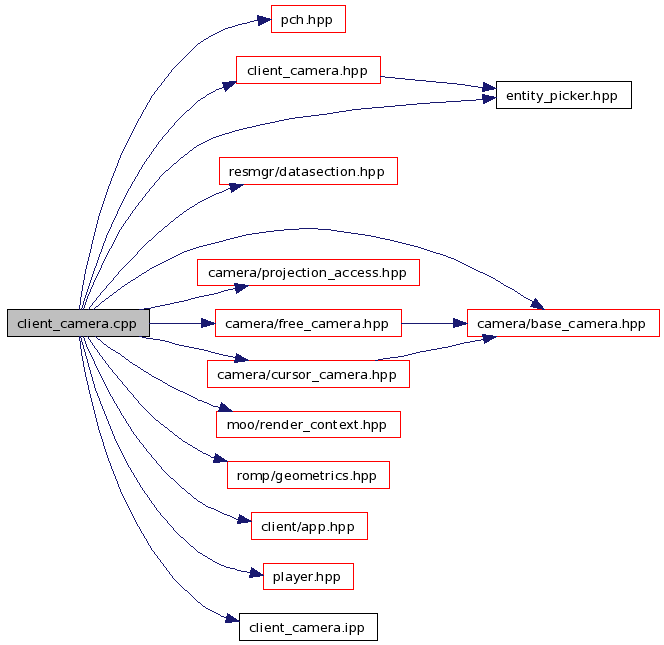 pch.hpp
client_camera.hpp
entity_picker.hpp
resmgr/datasection.hpp
camera/projection_access.hpp
client_camera.cpp
camera/free_camera.hpp
camera/base_camera.hpp
camera/cursor_camera.hpp
moo/render_context.hpp
romp/geometrics.hpp
client/app.hpp
player.hpp
client_camera.ipp